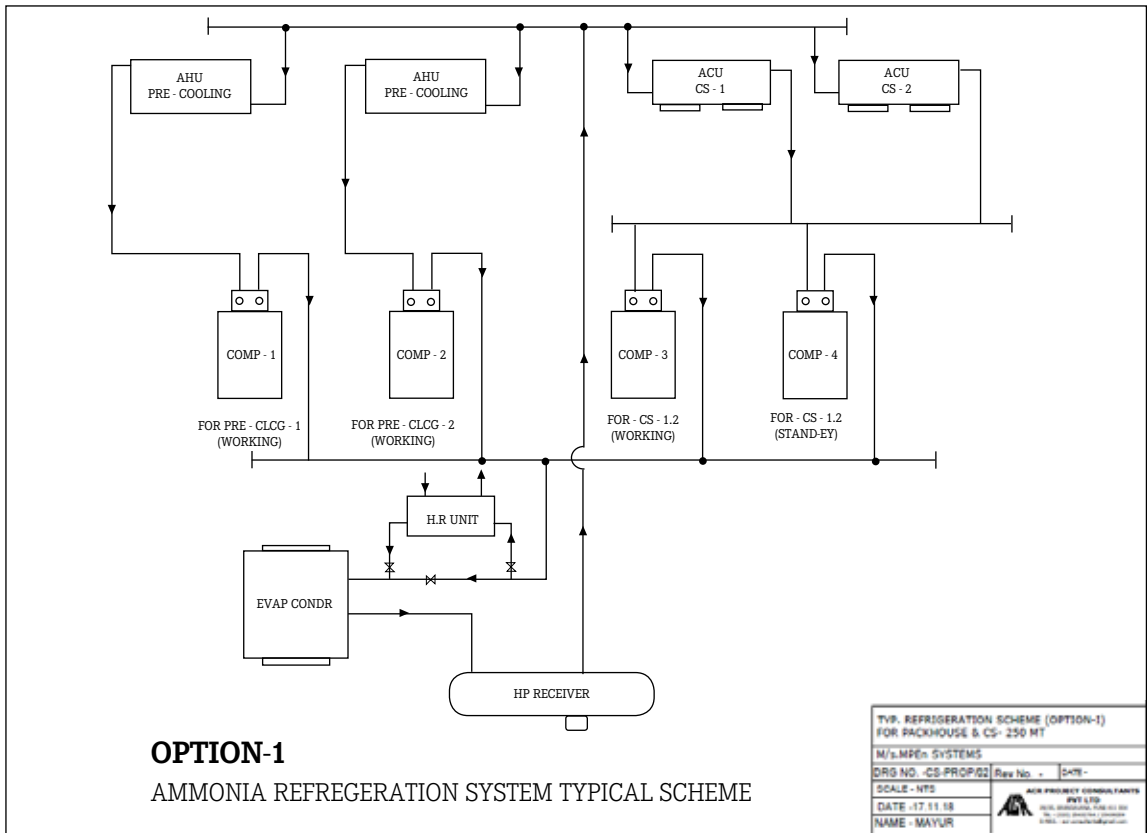 AHU
PRE - COOLING
AHU
PRE - COOLING
ACU
CS - 1
ACU
CS - 2
COMP - 1
COMP - 2
COMP - 3
COMP - 4
FOR PRE - CLCG - 1
(WORKING)
FOR PRE - CLCG - 2
(WORKING)
FOR - CS - 1.2
(WORKING)
FOR - CS - 1.2
(STAND-EY)
H.R UNIT
EVAP CONDR
HP RECEIVER
OPTION-1
AMMONIA REFREGERATION SYSTEM TYPICAL SCHEME
TYP. REFRIGERATION SCHEME (OPTION-I)
FOR PACKHOUSE & CS- 250 MT
M/s.MPEn SYSTEMS
DRG NO. -CS-PROP/02 Rev No. - DATE -
SCALE - NTS
DATE -17.11.18
NAME - MAYUR
ACR PROJECT CONSULTANTS
PVT LTD